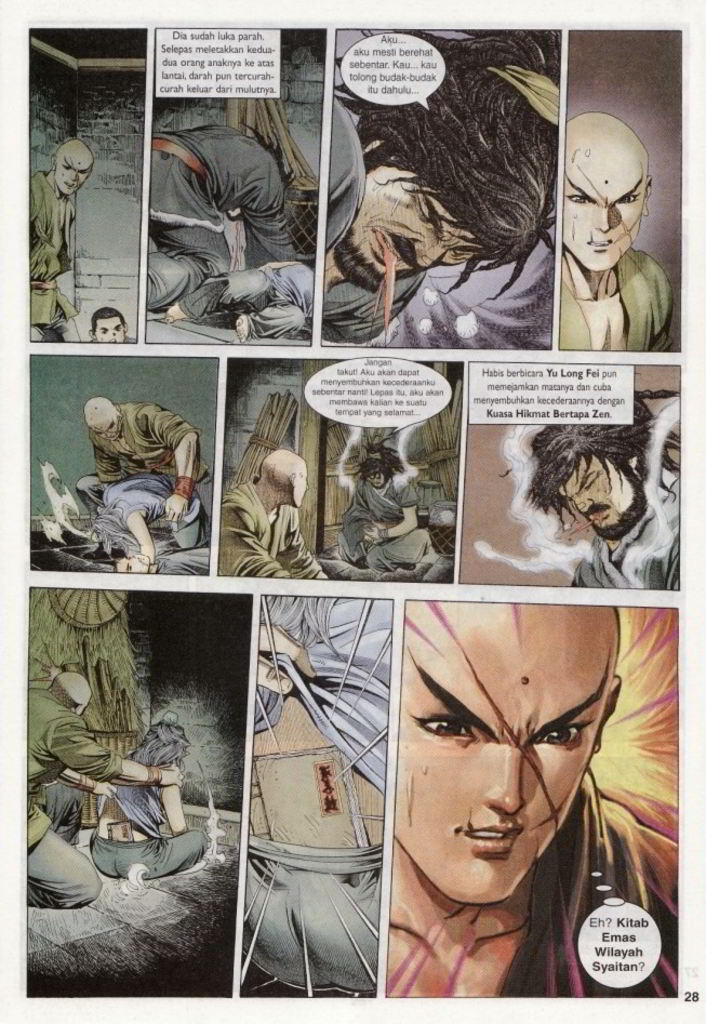 Dia sudah luka parah.
Selepas meletakkan kedua-
dua orang anaknya ke atas
lantai, darah pun tercurah-
curah keluar dari mulutnya.
Aku...
aku mesti berehat
sebentar. Kau... kau
tolong budak-budak
itu dahulu...
Jangan
takut! Aku akan dapat
menyembuhkan kecederaanku
sebentar nanti! Lepas itu, aku akan
membawa kalian ke suatu
tempat yang selamat...
Habis berbicara Yu Long Fei pun
memejamkan matanya dan cuba
menyembuhkan kecederaannya dengan
Kuasa Hikmat Bertapa Zen.
Eh? Kitab
Emas
Wilayah
Syaitan?
28